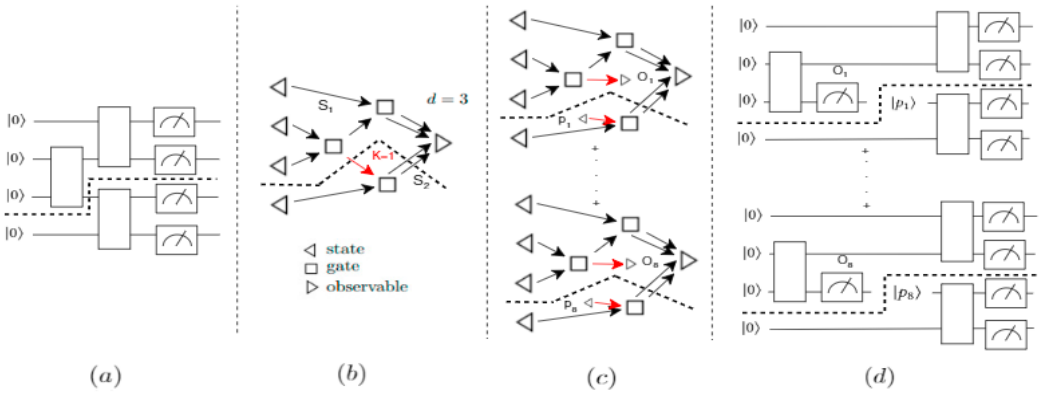 |0⟩
|0⟩
|0⟩
|0⟩
(a)
S₁
d = 3
K=1
S₂
state
gate
observable
(b)
O₁
p₁
+
+
O₈
p₈
(c)
|0⟩
|0⟩
O₁
|0⟩
|p₁⟩
|0⟩
+
+
|0⟩
|0⟩
O₈
|0⟩
|p₈⟩
|0⟩
(d)